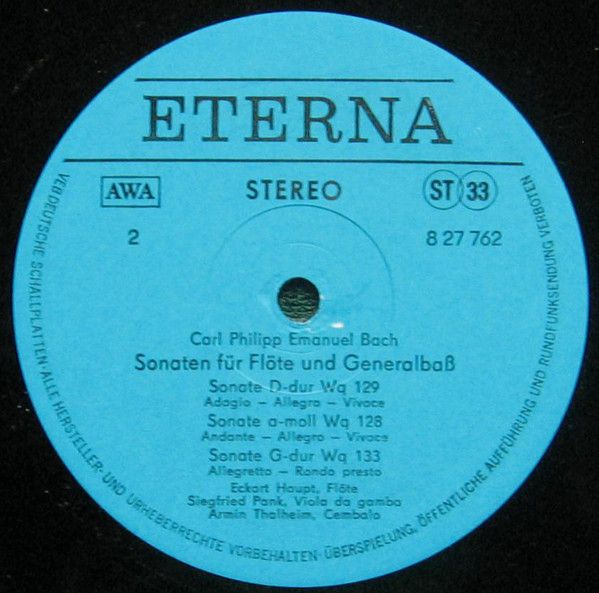 ETERNA
AWA
STEREO
ST 33
2
8 27 762
Carl Philipp Emanuel Bach
Sonaten für Flöte und Generalbaß
Sonate D-dur Wq 129
Adagio – Allegro – Vivace
Sonate a-moll Wq 128
Andante – Allegro – Vivace
Sonate G-dur Wq 133
Allegretto – Rondo presto
Eckart Haupt, Flöte
Siegfried Pank, Viola da gamba
Armin Thalheim, Cembalo
VEB DEUTSCHE SCHALLPLATTEN · ALLE HERSTELLER- UND URHEBERRECHTE VORBEHALTEN · ÜBERSPIELUNG, ÖFFENTLICHE AUFFÜHRUNG UND RUNDFUNKSENDUNG VERBOTEN